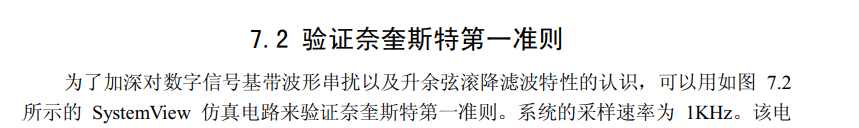 7.2 验证奈奎斯特第一准则
为了加深对数字信号基带波形串扰以及升余弦滚降滤波特性的认识，可以用如图 7.2
所示的 SystemView 仿真电路来验证奈奎斯特第一准则。系统的采样速率为 1KHz。该电